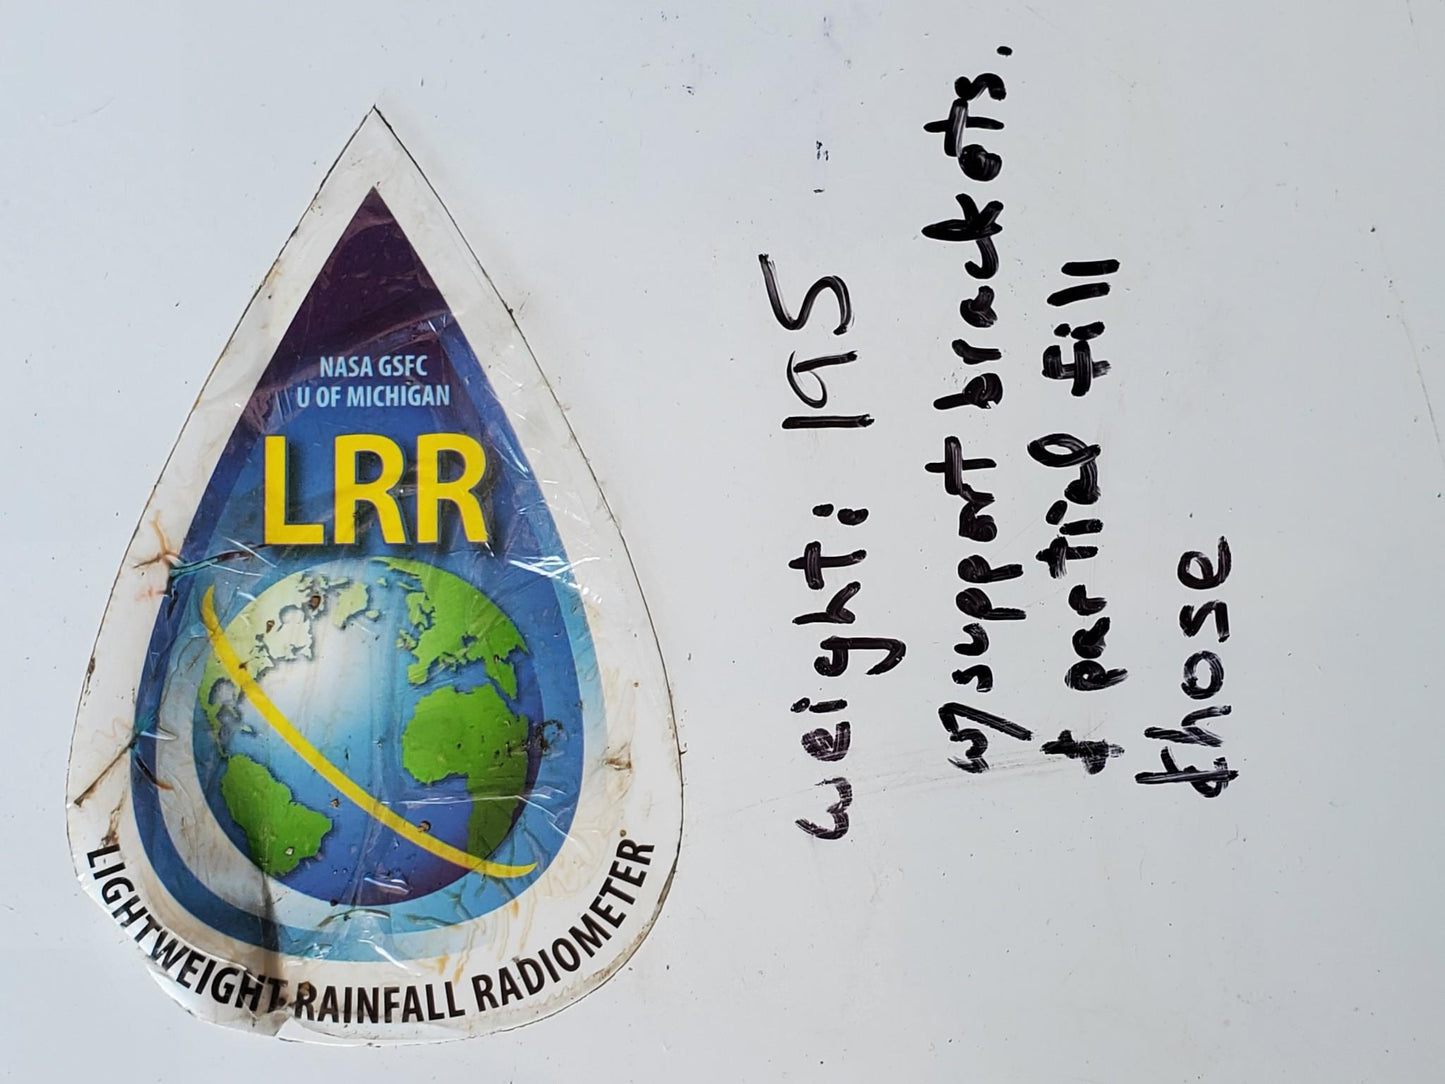 NASA GSFC
U OF MICHIGAN
LRR
LIGHTWEIGHT RAINFALL RADIOMETER
weight: 195
w/ support brackets.
+ partial fill
those